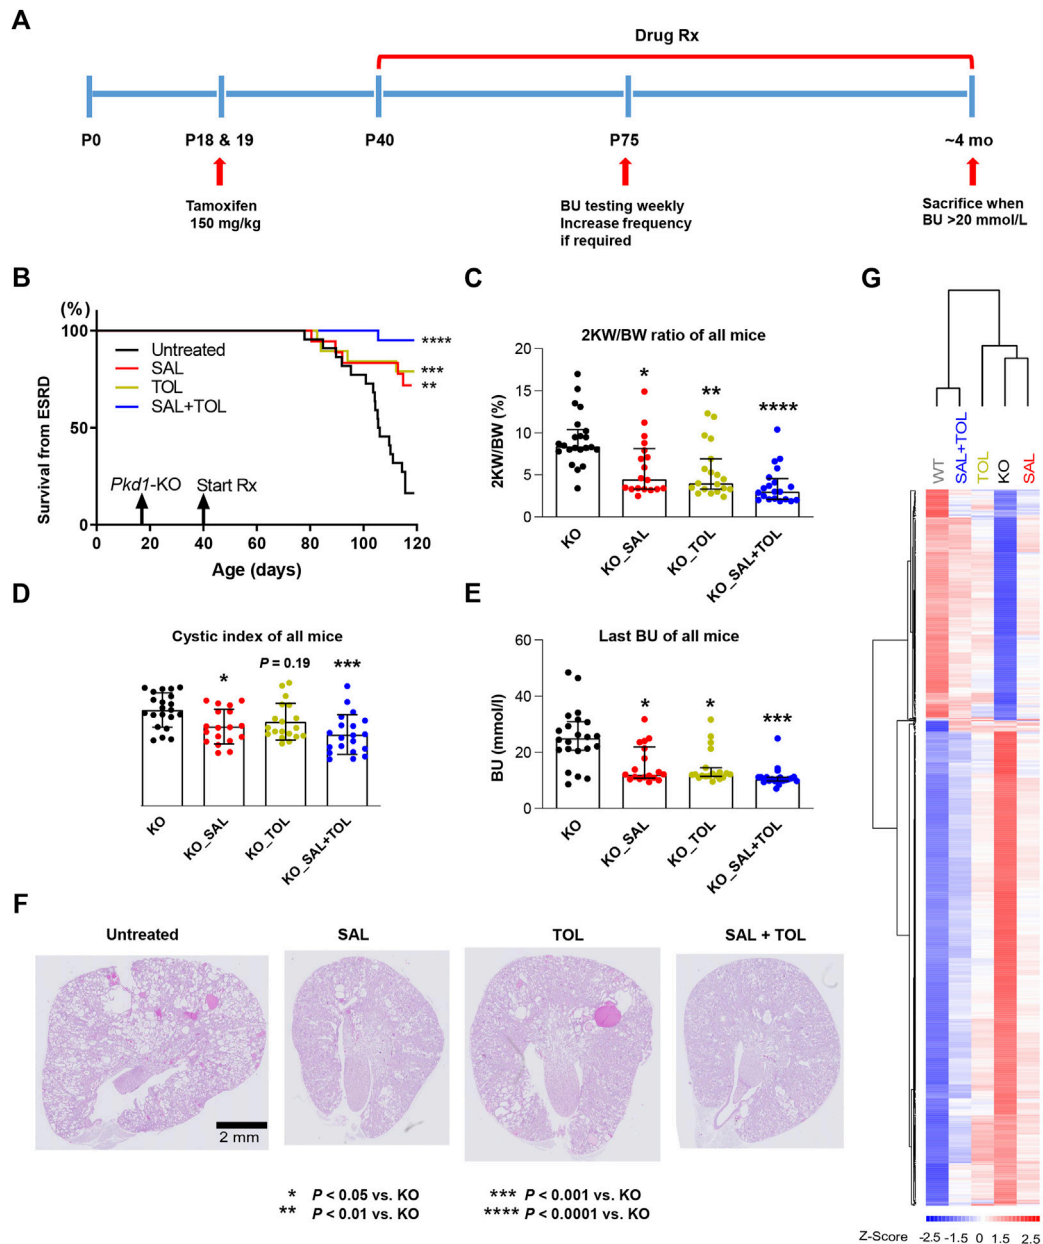 A
Drug Rx
P0
P18 & 19
P40
P75
~4 mo
Tamoxifen
150 mg/kg
BU testing weekly
Increase frequency
if required
Sacrifice when
BU >20 mmol/L
B
(%)
100
50
0
Survival from ESRD
Untreated
SAL
TOL
SAL+TOL
****
***
**
Pkd1-KO
Start Rx
0 20 40 60 80 100 120
Age (days)
C
2KW/BW ratio of all mice
2KW/BW (%)
20
15
10
5
0
*
**
****
KO
KO_SAL
KO_TOL
KO_SAL+TOL
D
Cystic index of all mice
*
P = 0.19
***
KO
KO_SAL
KO_TOL
KO_SAL+TOL
E
Last BU of all mice
BU (mmol/l)
60
40
20
0
*
*
***
KO
KO_SAL
KO_TOL
KO_SAL+TOL
F
Untreated
SAL
TOL
SAL + TOL
2 mm
* P < 0.05 vs. KO
** P < 0.01 vs. KO
*** P < 0.001 vs. KO
**** P < 0.0001 vs. KO
G
WT
SAL+TOL
TOL
KO
SAL
Z-Score -2.5 -1.5 0 1.5 2.5